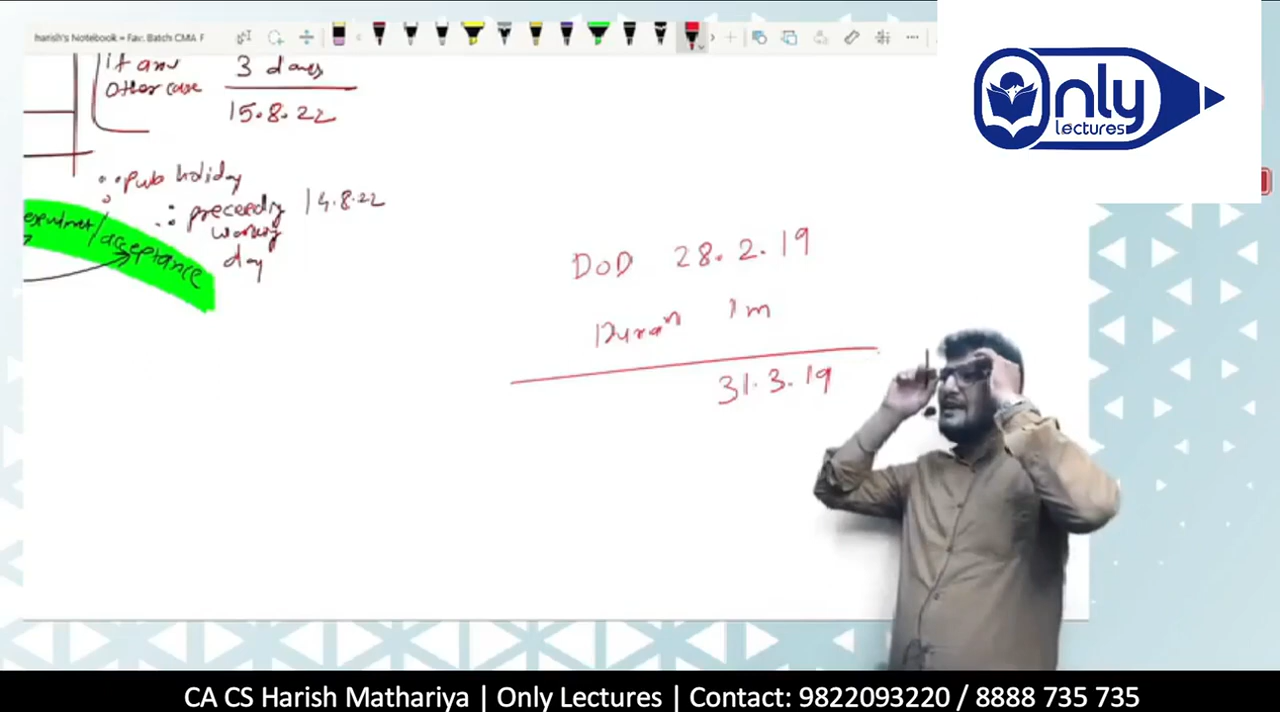 harish's Notebook = Fav. Batch CMA F
If any 3 days
Other case
15.8.22
∵ pub holiday
∴ preceedry 14.8.22
working
day
/acceptance
DOD 28.2.19
Duraⁿ 1m
31.3.19
Only
lectures
CA CS Harish Mathariya | Only Lectures | Contact: 9822093220 / 8888 735 735